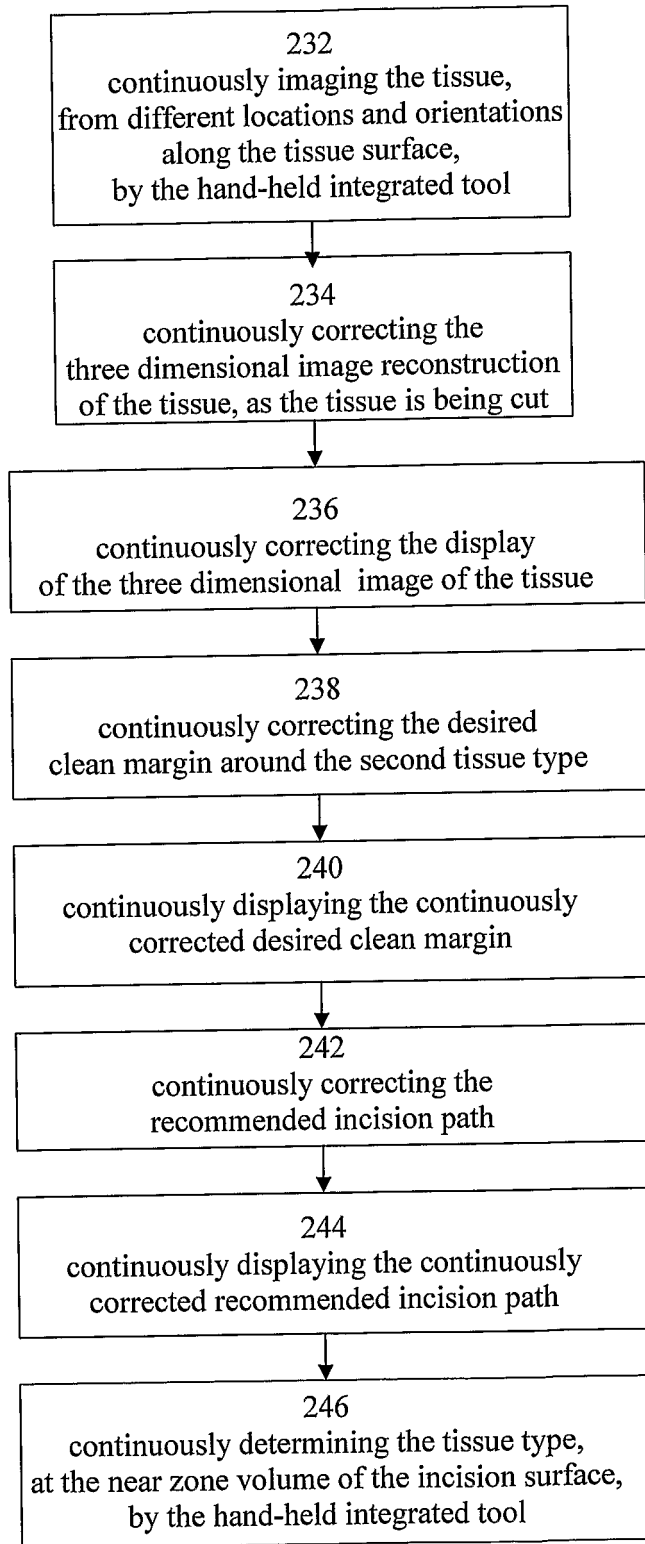 232
continuously imaging the tissue,
from different locations and orientations
along the tissue surface,
by the hand-held integrated tool
234
continuously correcting the
three dimensional image reconstruction
of the tissue, as the tissue is being cut
236
continuously correcting the display
of the three dimensional image of the tissue
238
continuously correcting the desired
clean margin around the second tissue type
240
continuously displaying the continuously
corrected desired clean margin
242
continuously correcting the
recommended incision path
244
continuously displaying the continuously
corrected recommended incision path
246
continuously determining the tissue type,
at the near zone volume of the incision surface,
by the hand-held integrated tool